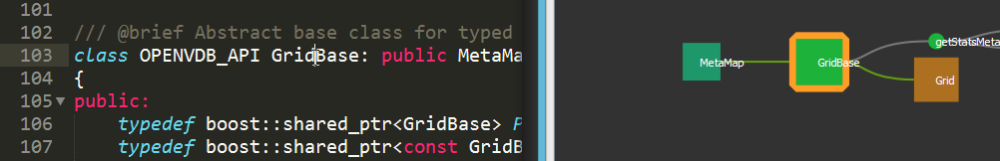 101
102 /// @brief Abstract base class for typed
103 class OPENVDB_API GridBase: public MetaMa
104 {
105 public:
106 typedef boost::shared_ptr<GridBase> P
107 typedef boost::shared_ptr<const GridB
MetaMap
GridBase
getStatsMeta
Grid